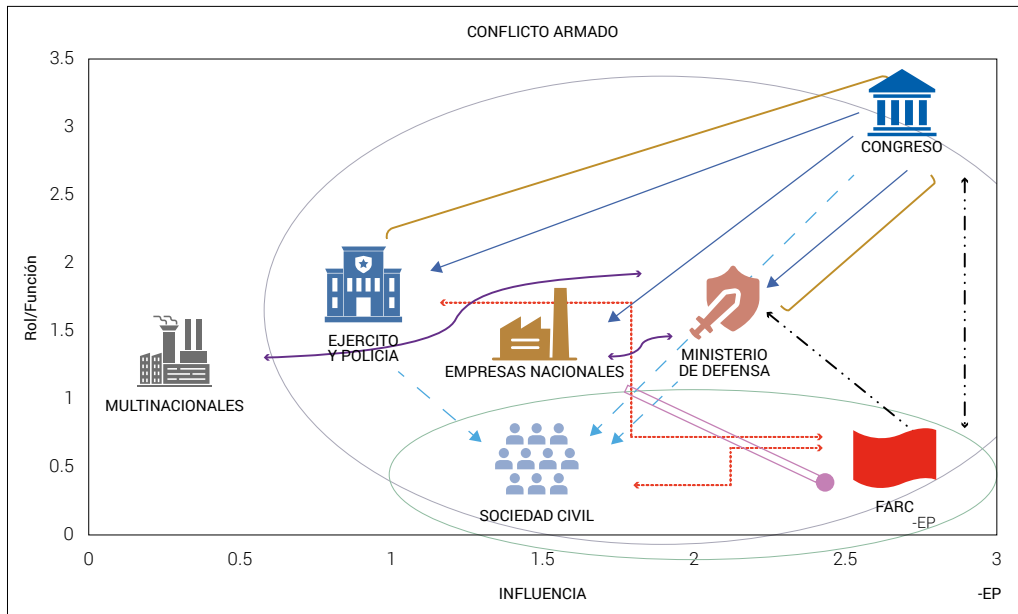 CONFLICTO ARMADO
3.5
3
2.5
2
1.5
1
0.5
0
Rol/Función
CONGRESO
EJERCITO
Y POLICIA
EMPRESAS NACIONALES
MINISTERIO
DE DEFENSA
MULTINACIONALES
SOCIEDAD CIVIL
FARC
-EP
0
0.5
1
1.5
2
2.5
3
INFLUENCIA
-EP